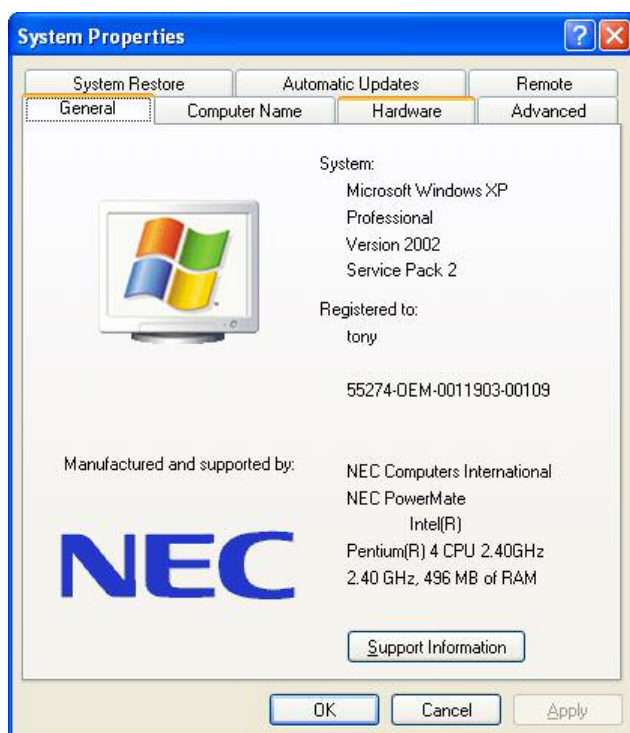 System Properties
System Restore
Automatic Updates
Remote
General
Computer Name
Hardware
Advanced
System:
Microsoft Windows XP
Professional
Version 2002
Service Pack 2
Registered to:
tony
55274-OEM-0011903-00109
Manufactured and supported by:
NEC
NEC Computers International
NEC PowerMate
Intel(R)
Pentium(R) 4 CPU 2.40GHz
2.40 GHz, 496 MB of RAM
Support Information
OK
Cancel
Apply